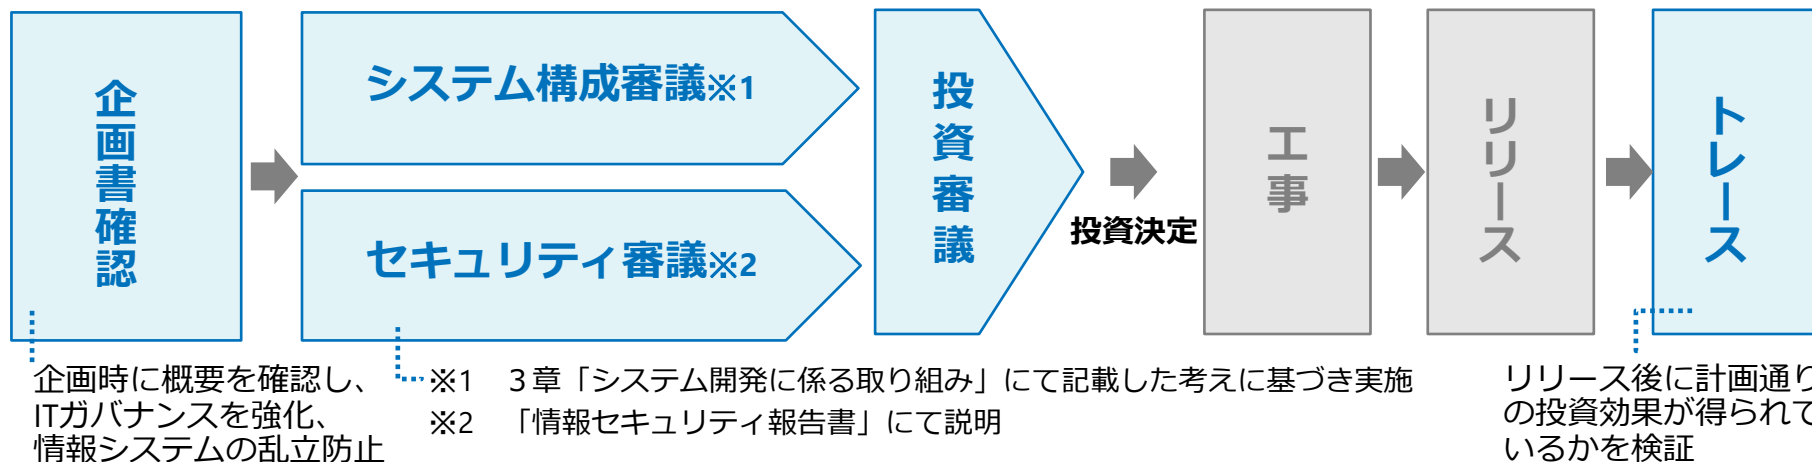 企画書確認
システム構成審議※1
セキュリティ審議※2
投資審議
投資決定
工事
リリース
トレース
企画時に概要を確認し、
ITガバナンスを強化、
情報システムの乱立防止
※1　３章「システム開発に係る取り組み」にて記載した考えに基づき実施
※2　「情報セキュリティ報告書」にて説明
リリース後に計画通り
の投資効果が得られて
いるかを検証